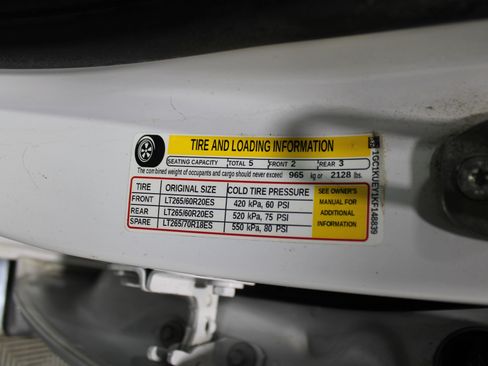 TIRE AND LOADING INFORMATION
SEATING CAPACITY TOTAL 5 FRONT 2 REAR 3
The combined weight of occupants and cargo should never exceed 965 kg or 2128 lbs.
TIRE ORIGINAL SIZE COLD TIRE PRESSURE
FRONT LT265/60R20ES 420 kPa, 60 PSI
REAR LT265/60R20ES 520 kPa, 75 PSI
SPARE LT265/70R18ES 550 kPa, 80 PSI
SEE OWNER'S
MANUAL FOR
ADDITIONAL
INFORMATION
1GC1KUEY1KF148839